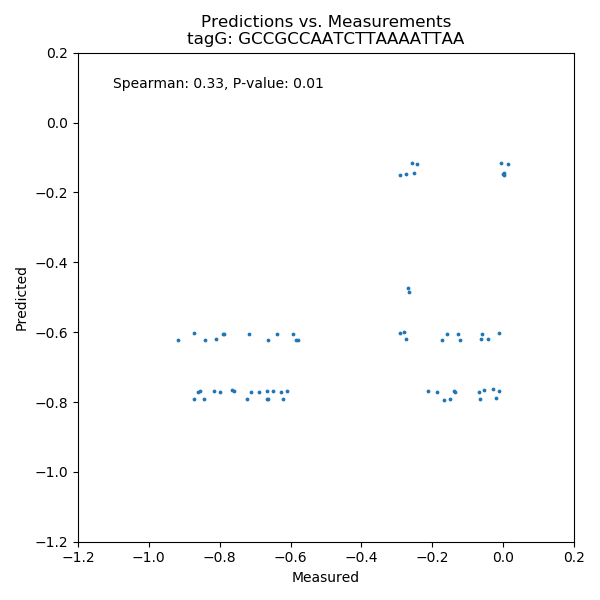 Predictions vs. Measurements
tagG: GCCGCCAATCTTAAAATTAA
Spearman: 0.33, P-value: 0.01
0.2
0.0
−0.2
−0.4
−0.6
−0.8
−1.0
−1.2
Predicted
−1.2 −1.0 −0.8 −0.6 −0.4 −0.2 0.0 0.2
Measured